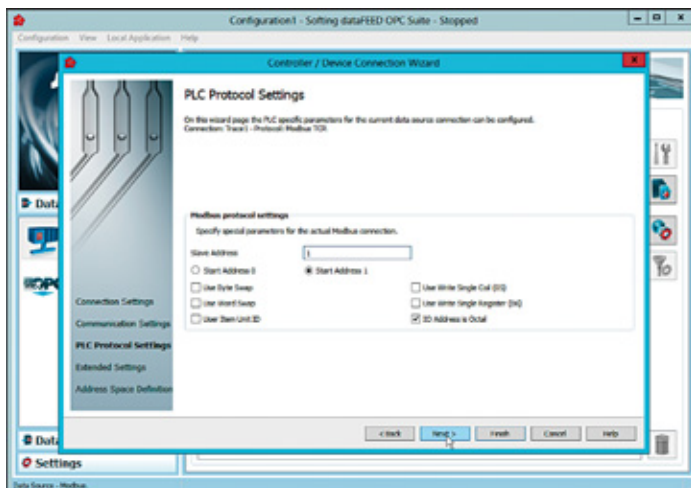 Configuration1 - Softing dataFEED OPC Suite - Stopped
Configuration View Local Application Help
Controller / Device Connection Wizard
PLC Protocol Settings
On this wizard page the PLC specific parameters for the current data source connection can be configured.
Connection: Trace1 - Protocol: Modbus TCP.
Modbus protocol settings
Specify special parameters for the actual Modbus connection.
Slave Address 1
Start Address 0 Start Address 1
Use Byte Swap Use Write Single Coil (05)
Use Word Swap Use Write Single Register (06)
User Item Unit ID IO Address is Octal
Connection Settings
Communication Settings
PLC Protocol Settings
Extended Settings
Address Space Definition
< Back Next > Finish Cancel Help
Data
OPC
Data
Settings
Data Source - Modbus.